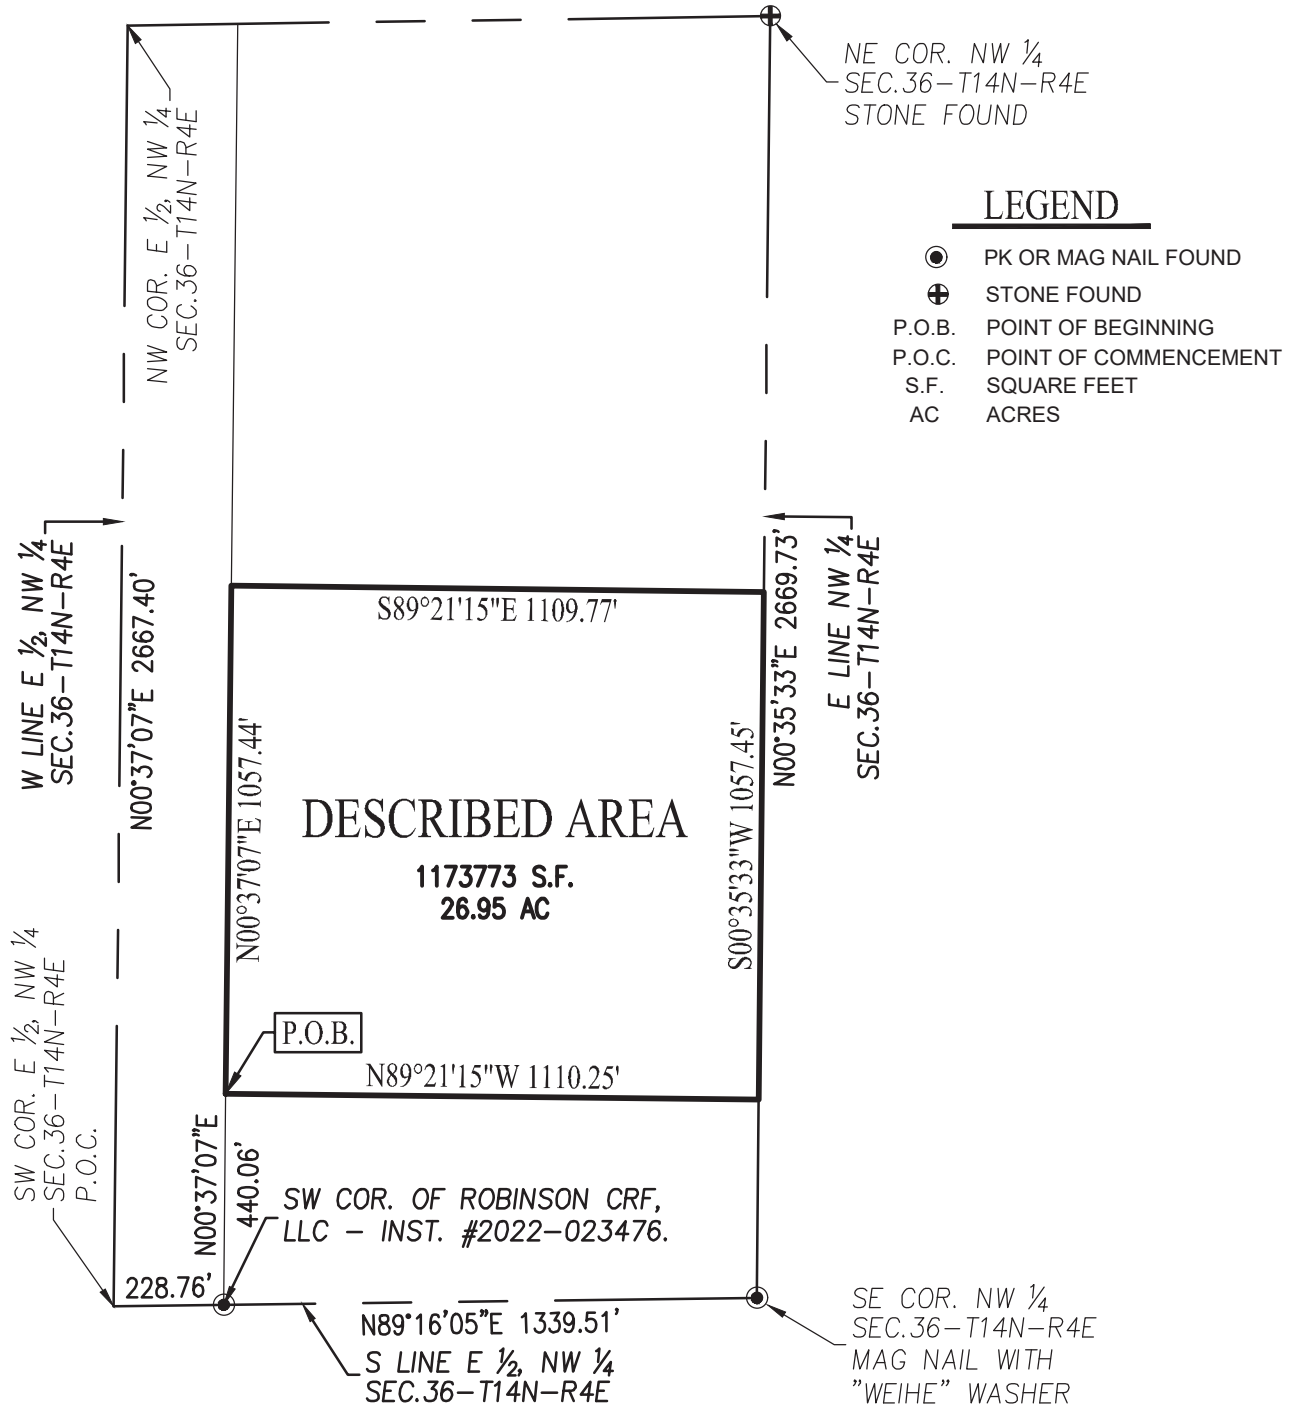 NE COR. NW ¼
SEC.36-T14N-R4E
STONE FOUND
NW COR. E ½, NW ¼
SEC.36-T14N-R4E
LEGEND
PK OR MAG NAIL FOUND
STONE FOUND
P.O.B. POINT OF BEGINNING
P.O.C. POINT OF COMMENCEMENT
S.F. SQUARE FEET
AC ACRES
W LINE E ½, NW ¼
SEC.36-T14N-R4E
N00°37'07"E 2667.40'
E LINE NW ¼
SEC.36-T14N-R4E
N00°35'33"E 2669.73'
S89°21'15"E 1109.77'
N00°37'07"E 1057.44'
S00°35'33"W 1057.45'
DESCRIBED AREA
1173773 S.F.
26.95 AC
P.O.B.
N89°21'15"W 1110.25'
SW COR. E ½, NW ¼
SEC.36-T14N-R4E
P.O.C.
N00°37'07"E
440.06'
SW COR. OF ROBINSON CRF,
LLC - INST. #2022-023476.
228.76'
N89°16'05"E 1339.51'
S LINE E ½, NW ¼
SEC.36-T14N-R4E
SE COR. NW ¼
SEC.36-T14N-R4E
MAG NAIL WITH
"WEIHE" WASHER